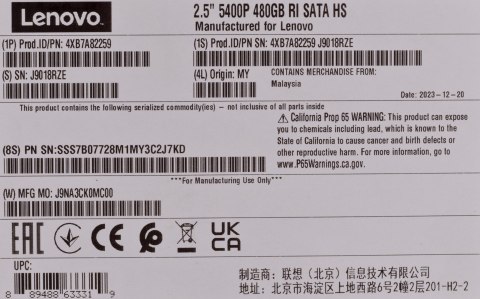 Lenovo
2.5" 5400P 480GB RI SATA HS
Manufactured for Lenovo
(1P) Prod.ID/PN: 4XB7A82259
(1S) Prod.ID/PN: 4XB7A82259 J9018RZE
(S) SN: J9018RZE
(4L) Origin: MY
CONTAINS MERCHANDISE FROM:
Malaysia
Date: 2023-12-20
This product contains the following serialized commodity(ies) - not inclusive of all parts inside
(8S) PN SN:SSS7B07728M1MY3C2J7KD
California Prop 65 WARNING: This product can expose
you to chemicals including lead, which is known to the
State of California to cause cancer and birth defects or
other reproductive harm. For more information, go to
www.P65Warnings.ca.gov.
***For Manufacturing Use Only***
(W) MFG MO: J9NA3CK0MC00
EAC CE UK
CA
UPC:
8 89488 63331 9
制造商: 联想（北京）信息技术有限公司
北京市海淀区上地西路6号2幢2层201-H2-2